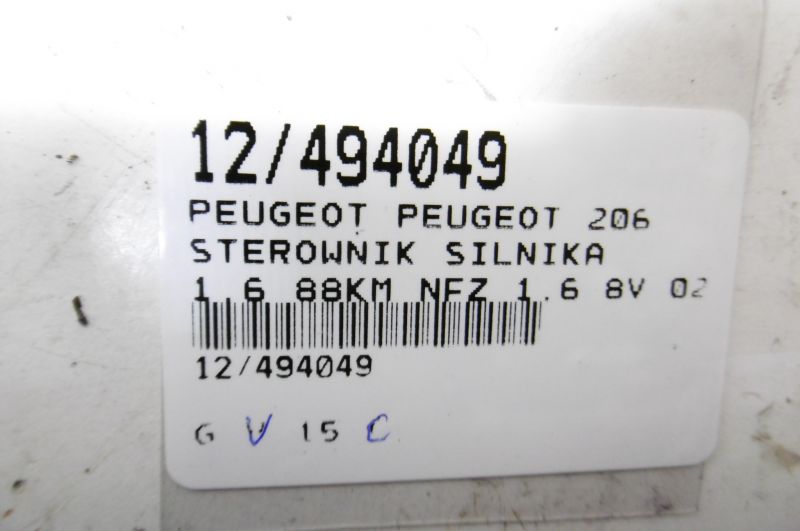 12/494049
PEUGEOT PEUGEOT 206
STEROWNIK SILNIKA
1.6 88KM NFZ 1.6 8V 02
12/494049
G V 15 C